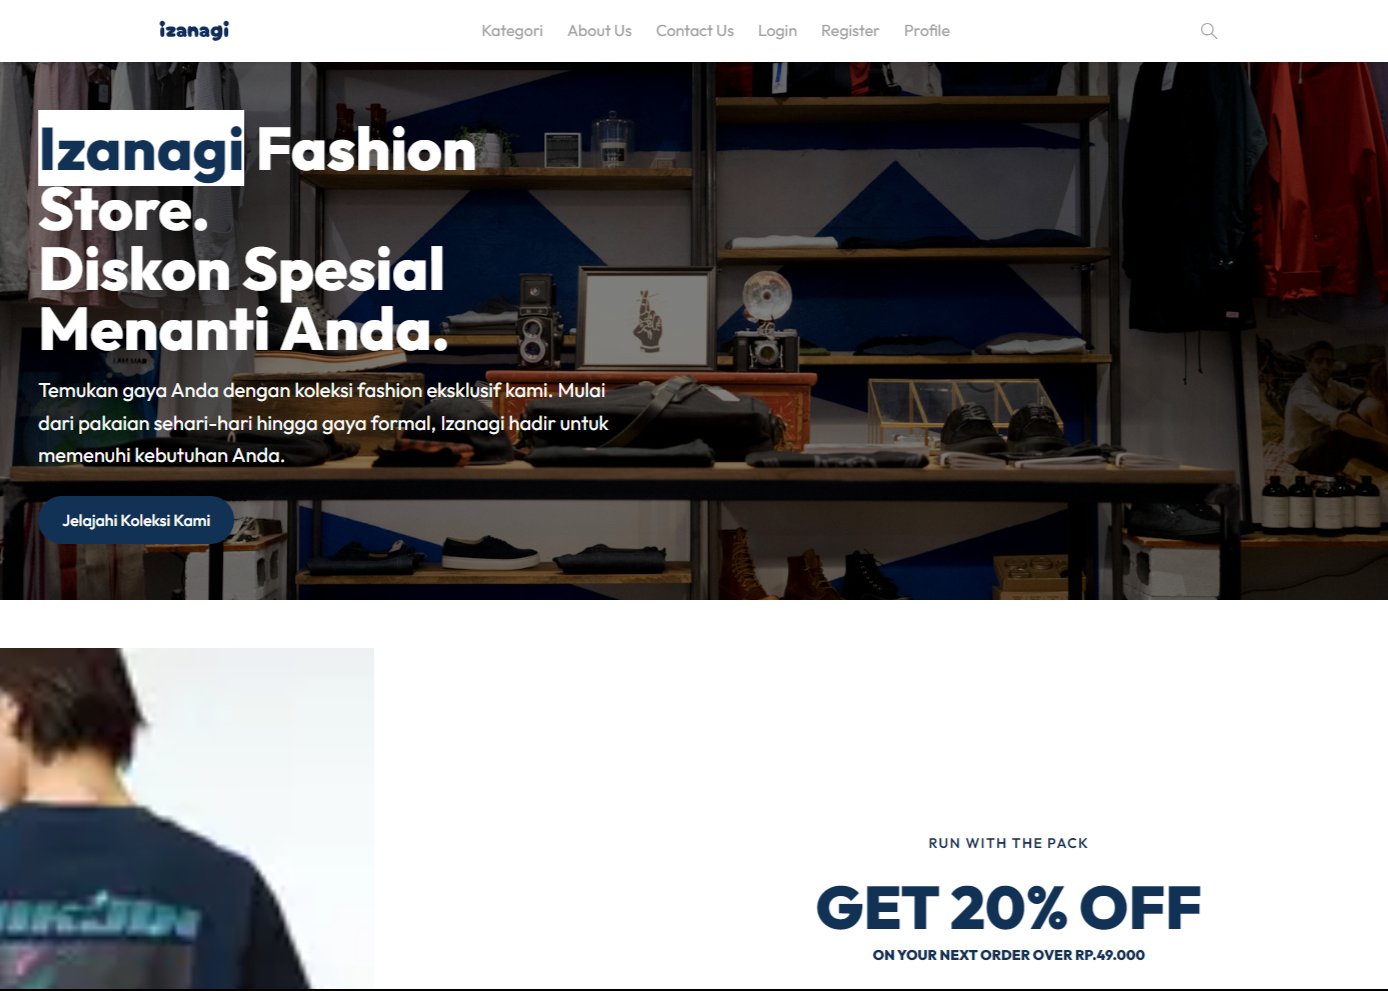 izanagi
Kategori About Us Contact Us Login Register Profile
Izanagi Fashion
Store.
Diskon Spesial
Menanti Anda.
Temukan gaya Anda dengan koleksi fashion eksklusif kami. Mulai
dari pakaian sehari-hari hingga gaya formal, Izanagi hadir untuk
memenuhi kebutuhan Anda.
Jelajahi Koleksi Kami
RUN WITH THE PACK
GET 20% OFF
ON YOUR NEXT ORDER OVER RP.49.000